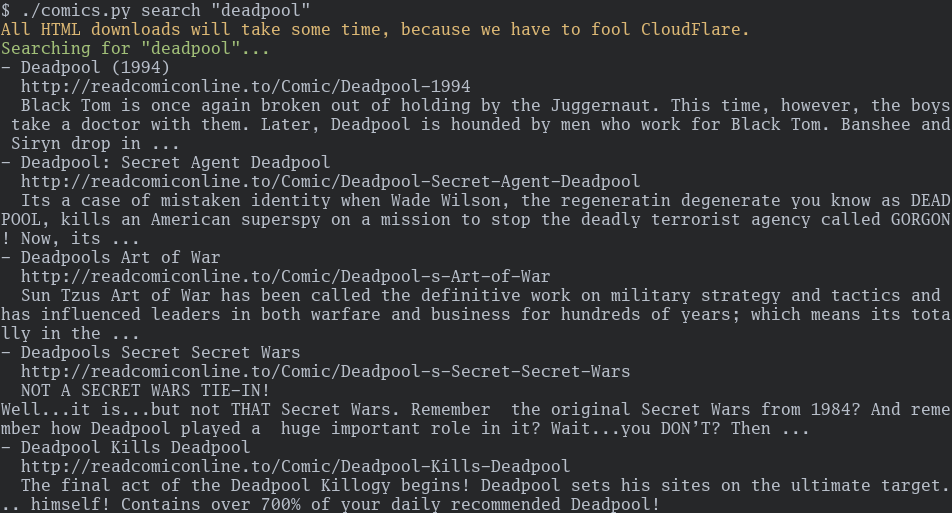 $ ./comics.py search "deadpool"
All HTML downloads will take some time, because we have to fool CloudFlare.
Searching for "deadpool"...
- Deadpool (1994)
  http://readcomiconline.to/Comic/Deadpool-1994
  Black Tom is once again broken out of holding by the Juggernaut. This time, however, the boys
 take a doctor with them. Later, Deadpool is hounded by men who work for Black Tom. Banshee and
 Siryn drop in ...
- Deadpool: Secret Agent Deadpool
  http://readcomiconline.to/Comic/Deadpool-Secret-Agent-Deadpool
  Its a case of mistaken identity when Wade Wilson, the regeneratin degenerate you know as DEAD
POOL, kills an American superspy on a mission to stop the deadly terrorist agency called GORGON
! Now, its ...
- Deadpools Art of War
  http://readcomiconline.to/Comic/Deadpool-s-Art-of-War
  Sun Tzus Art of War has been called the definitive work on military strategy and tactics and
has influenced leaders in both warfare and business for hundreds of years; which means its tota
lly in the ...
- Deadpools Secret Secret Wars
  http://readcomiconline.to/Comic/Deadpool-s-Secret-Secret-Wars
  NOT A SECRET WARS TIE-IN!
Well...it is...but not THAT Secret Wars. Remember  the original Secret Wars from 1984? And reme
mber how Deadpool played a  huge important role in it? Wait...you DON’T? Then ...
- Deadpool Kills Deadpool
  http://readcomiconline.to/Comic/Deadpool-Kills-Deadpool
  The final act of the Deadpool Killogy begins! Deadpool sets his sites on the ultimate target.
.. himself! Contains over 700% of your daily recommended Deadpool!